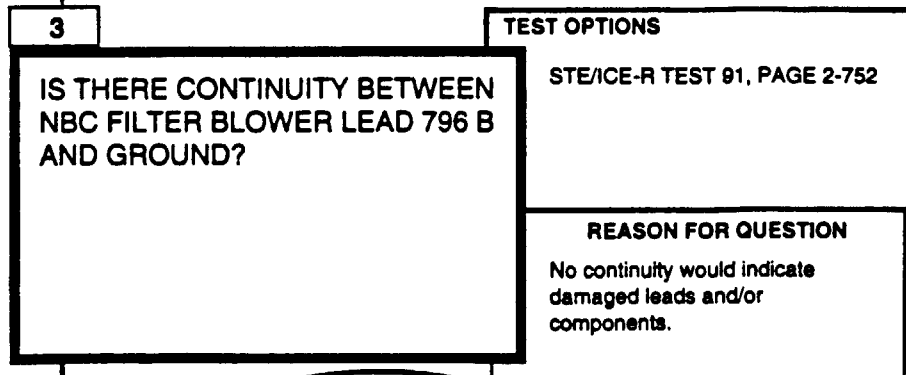 3
IS THERE CONTINUITY BETWEEN
NBC FILTER BLOWER LEAD 796 B
AND GROUND?
TEST OPTIONS
STE/ICE-R TEST 91, PAGE 2-752
REASON FOR QUESTION
No continuity would indicate
damaged leads and/or
components.